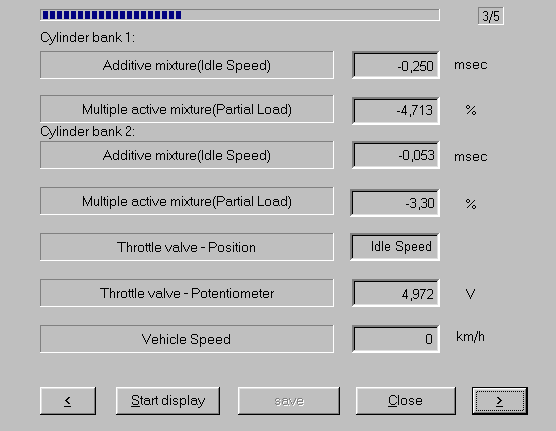 3/5
Cylinder bank 1:
Additive mixture(Idle Speed) -0,250 msec
Multiple active mixture(Partial Load) -4,713 %
Cylinder bank 2:
Additive mixture(Idle Speed) -0,053 msec
Multiple active mixture(Partial Load) -3,30 %
Throttle valve - Position Idle Speed
Throttle valve - Potentiometer 4,972 V
Vehicle Speed 0 km/h
< Start display save Close >